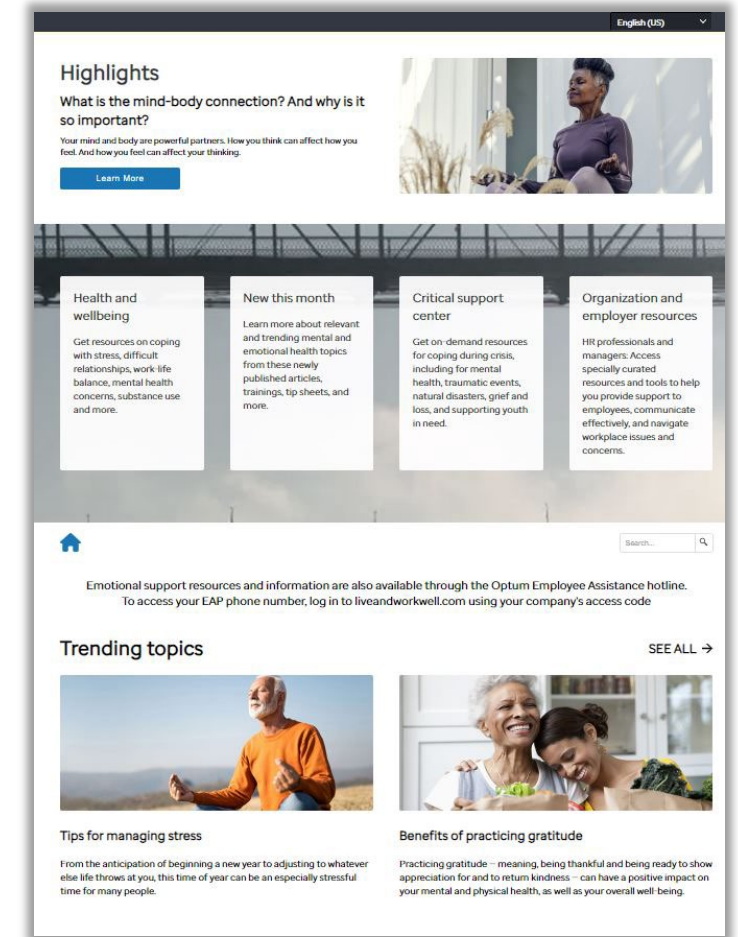 English (US)
Highlights
What is the mind-body connection? And why is it
so important?
Your mind and body are powerful partners. How you think can affect how you
feel. And how you feel can affect your thinking.
Learn More
Health and
wellbeing
Get resources on coping
with stress, difficult
relationships, work-life
balance, mental health
concerns, substance use
and more.
New this month
Learn more about relevant
and trending mental and
emotional health topics
from these newly
published articles,
trainings, tip sheets, and
more.
Critical support
center
Get on-demand resources
for coping during crisis,
including for mental
health, traumatic events,
natural disasters, grief and
loss, and supporting youth
in need.
Organization and
employer resources
HR professionals and
managers: Access
specially curated
resources and tools to help
you provide support to
employees, communicate
effectively, and navigate
workplace issues and
concerns.
Search...
Emotional support resources and information are also available through the Optum Employee Assistance hotline.
To access your EAP phone number, log in to liveandworkwell.com using your company's access code
Trending topics
SEE ALL →
Tips for managing stress
From the anticipation of beginning a new year to adjusting to whatever
else life throws at you, this time of year can be an especially stressful
time for many people.
Benefits of practicing gratitude
Practicing gratitude – meaning, being thankful and being ready to show
appreciation for and to return kindness – can have a positive impact on
your mental and physical health, as well as your overall well-being.